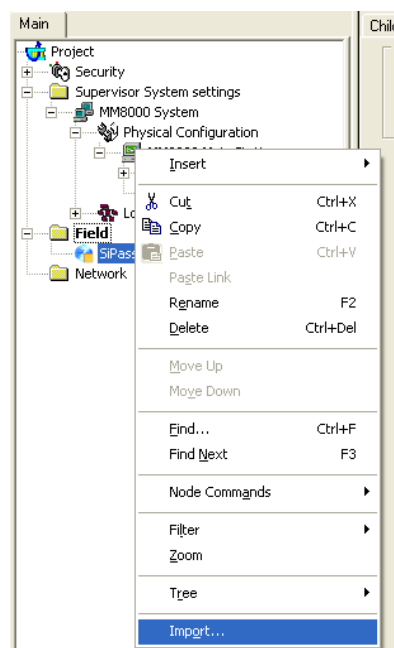 Main
Project
Security
Supervisor System settings
MM8000 System
Physical Configuration
Field
SiPass
Network
Insert
Cut Ctrl+X
Copy Ctrl+C
Paste Ctrl+V
Paste Link
Rename F2
Delete Ctrl+Del
Move Up
Move Down
Find... Ctrl+F
Find Next F3
Node Commands
Filter
Zoom
Tree
Import...